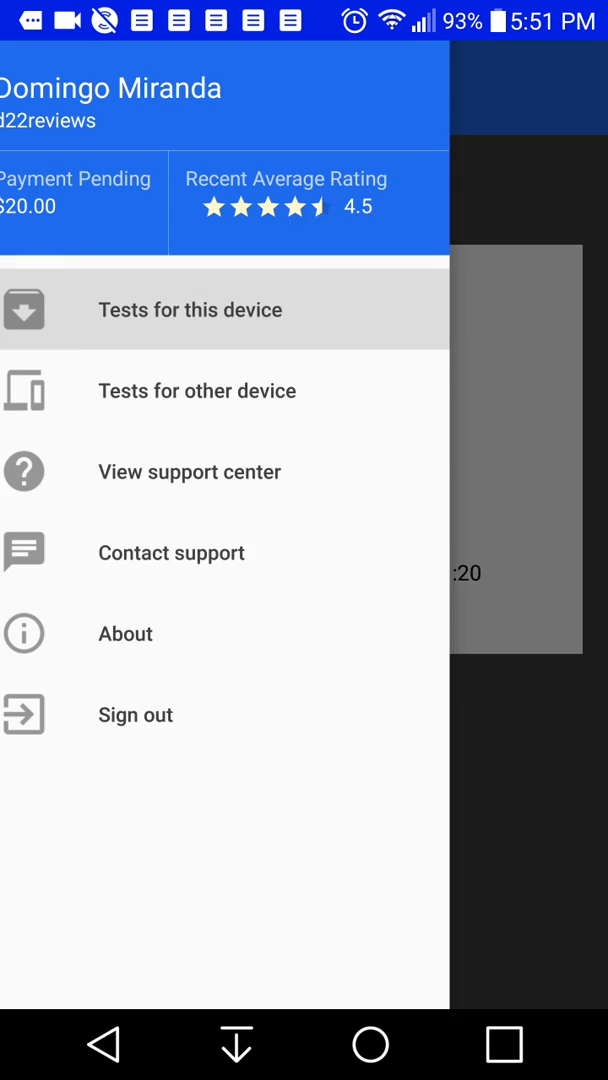 93% 5:51 PM
Domingo Miranda
d22reviews
Payment Pending
$20.00
Recent Average Rating
4.5
Tests for this device
Tests for other device
View support center
Contact support
:20
About
Sign out